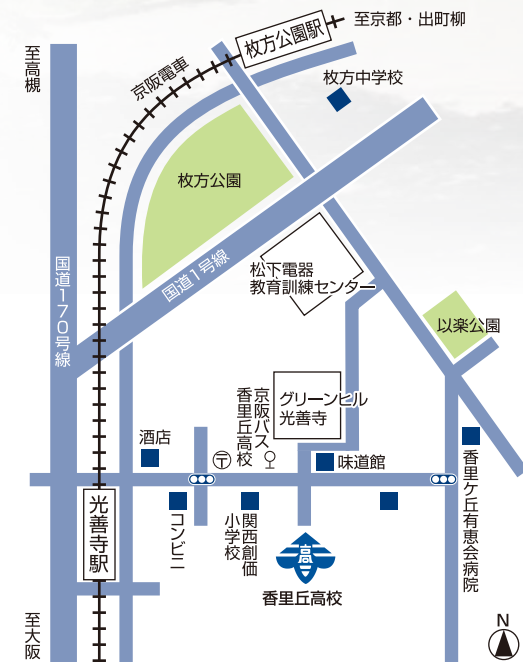 至京都・出町柳
枚方公園駅
至高槻
京阪電車
枚方中学校
枚方公園
国道1号線
松下電器
教育訓練センター
国道170号線
以楽公園
グリーンヒル
光善寺
京阪バス
香里丘高校
酒店
〒
味道館
香里ケ丘有恵会病院
光善寺駅
コンビニ
関西創価
小学校
高
香里丘高校
至大阪
N